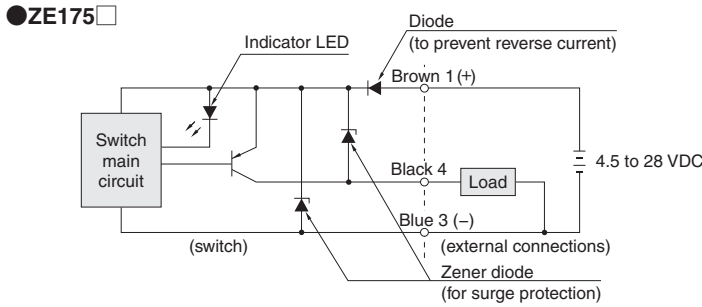 ●ZE175□
Diode
(to prevent reverse current)
Indicator LED
Brown 1 (+)
Switch
main
circuit
4.5 to 28 VDC
Black 4
Load
Blue 3 (−)
(switch)
(external connections)
Zener diode
(for surge protection)